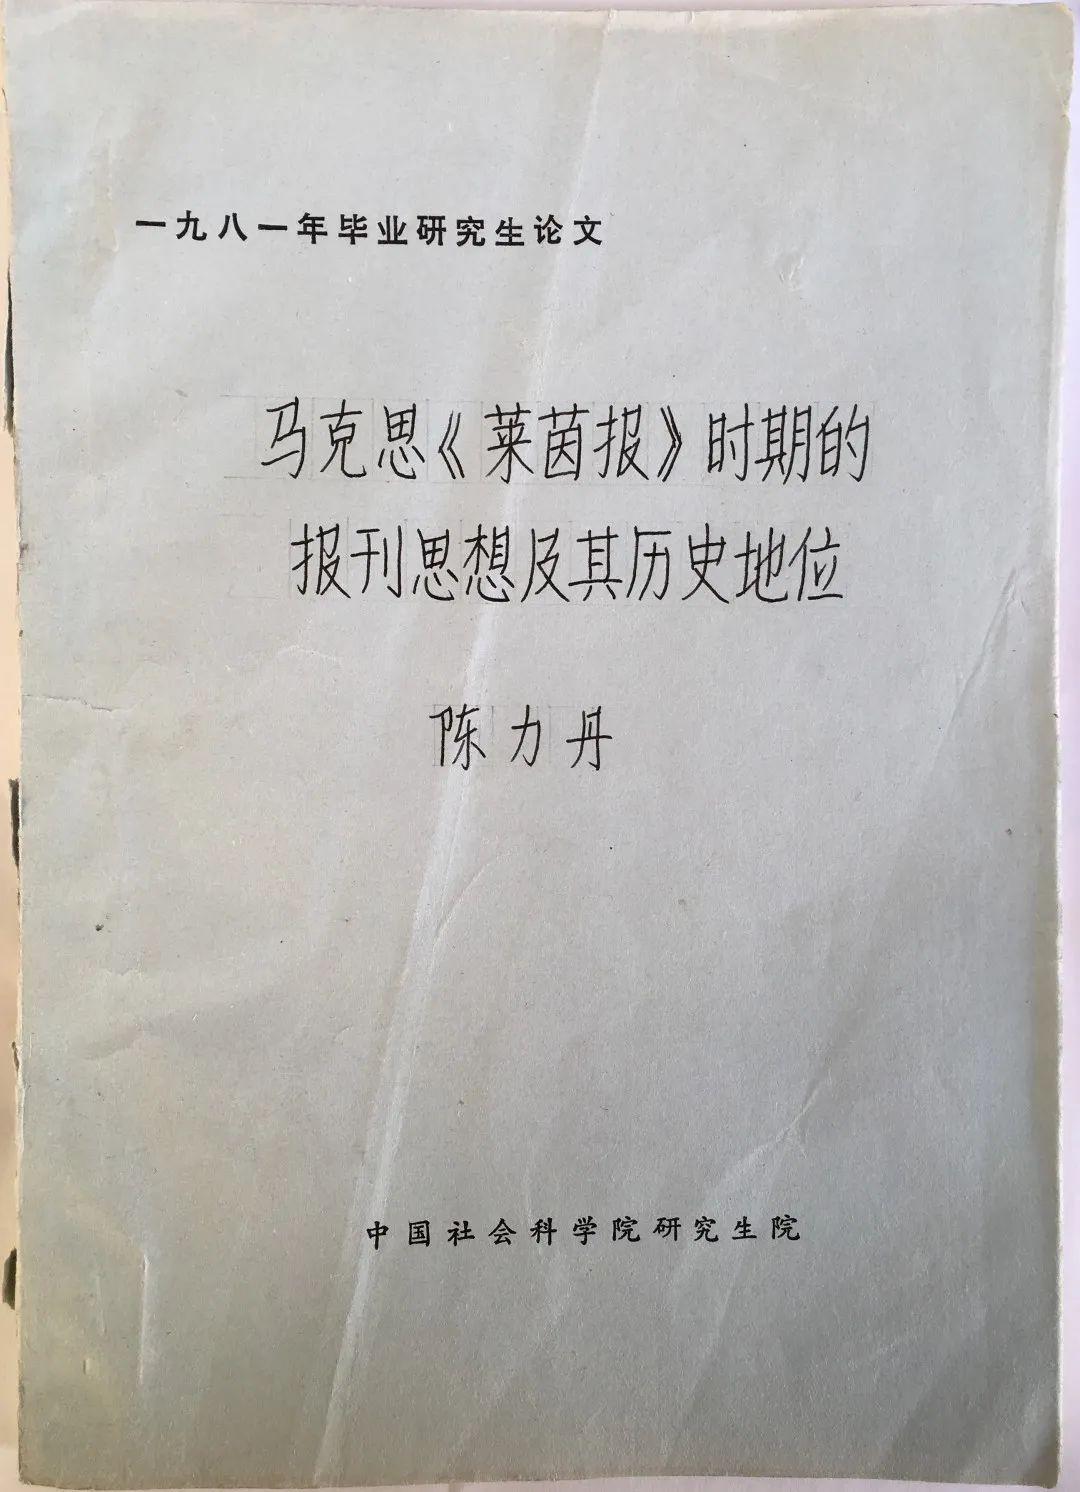 一九八一年毕业研究生论文
马克思《莱茵报》时期的
报刊思想及其历史地位
陈力丹
中国社会科学院研究生院